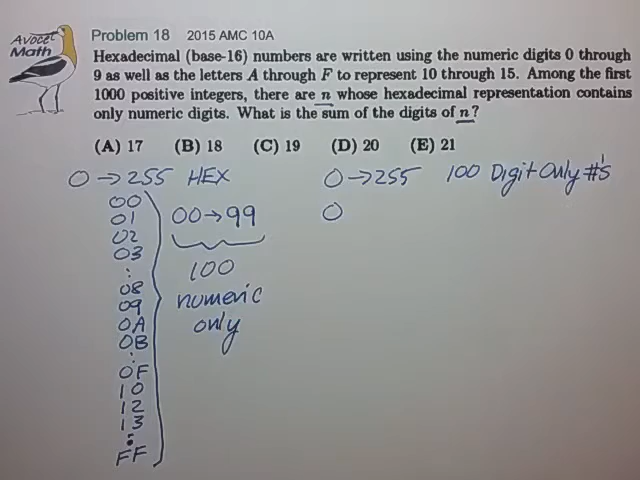 Avocet
Math
Problem 18 2015 AMC 10A
Hexadecimal (base-16) numbers are written using the numeric digits 0 through
9 as well as the letters A through F to represent 10 through 15. Among the first
1000 positive integers, there are n whose hexadecimal representation contains
only numeric digits. What is the sum of the digits of n?
(A) 17 (B) 18 (C) 19 (D) 20 (E) 21
0 → 255 HEX
00
01
02
03
:
08
09
0A
0B
:
0F
10
12
13
:
FF
00 → 99
100
numeric
only
0 → 255 100 Digit Only #'s
0